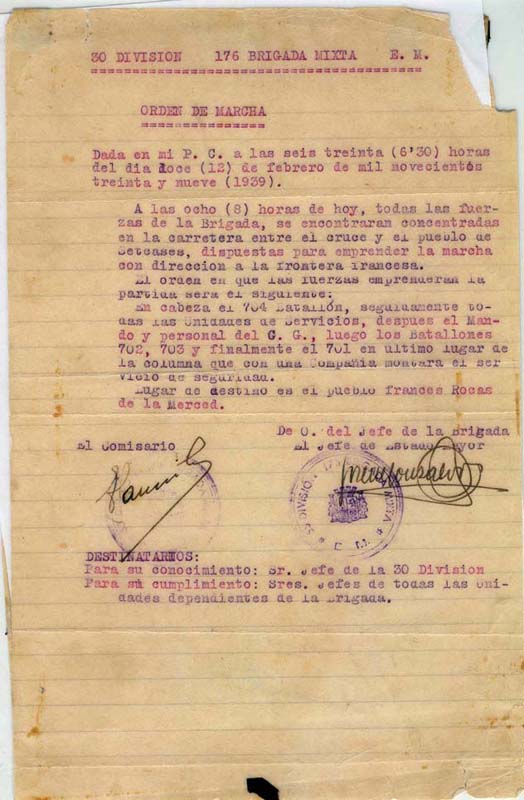 30 DIVISION 176 BRIGADA MIXTA E. M.
ORDEN DE MARCHA
Dada en mi P. C. a las seis treinta (6'30) horas
del dia doce (12) de febrero de mil movecientos
treinta y nueve (1939).
A las ocho (8) horas de hoy, todas las fuer-
zas de la Brigada, se encontraram concentradas
en la carretera entre el cruce y el pueblo de
Setcases, dispuestas para emprender la marcha
con direccion a la frontera francesa.
El orden en que las fuerzas emprenderan la
partida sera el siguiente:
En cabeza el 704 Batallón, seguidamente to-
das las Unidades de Servicios, despues el Man-
do y personal del C. G., luego los Batallones
702, 703 y finalmente el 701 en ultimo lugar de
la columna que con una Compañia montara el ser
vicio de seguridad.
Lugar de destino es el pueblo frances Rocas
de la Merced.
De O. del Jefe de la Brigada
El Comisario El Jefe de Estado Mayor
DIVISION MIXTA
E. M.
DESTINATARIOS:
Para su conocimiento: Sr. Jefe de la 30 Division
Para su cumplimiento: Sres. Jefes de todas las Uni-
dades dependientes de la Brigada.